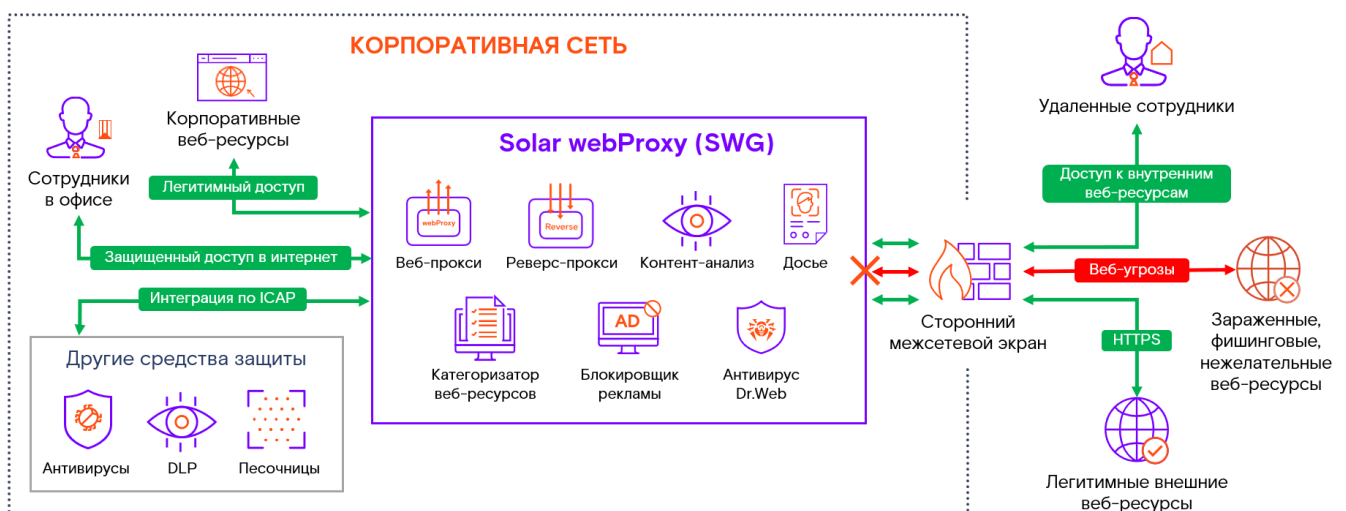 КОРПОРАТИВНАЯ СЕТЬ
Корпоративные
веб-ресурсы
Сотрудники
в офисе
Легитимный доступ
Защищенный доступ в интернет
Интеграция по ICAP
Другие средства защиты
Антивирусы
DLP
Песочницы
Solar webProxy (SWG)
webProxy
Веб-прокси
Reverse
Реверс-прокси
Контент-анализ
Досье
Категоризатор
веб-ресурсов
AD
Блокировщик
рекламы
Антивирус
Dr.Web
Сторонний
межсетевой экран
Удаленные сотрудники
Доступ к внутренним
веб-ресурсам
Веб-угрозы
Зараженные,
фишинговые,
нежелательные
веб-ресурсы
HTTPS
Легитимные внешние
веб-ресурсы